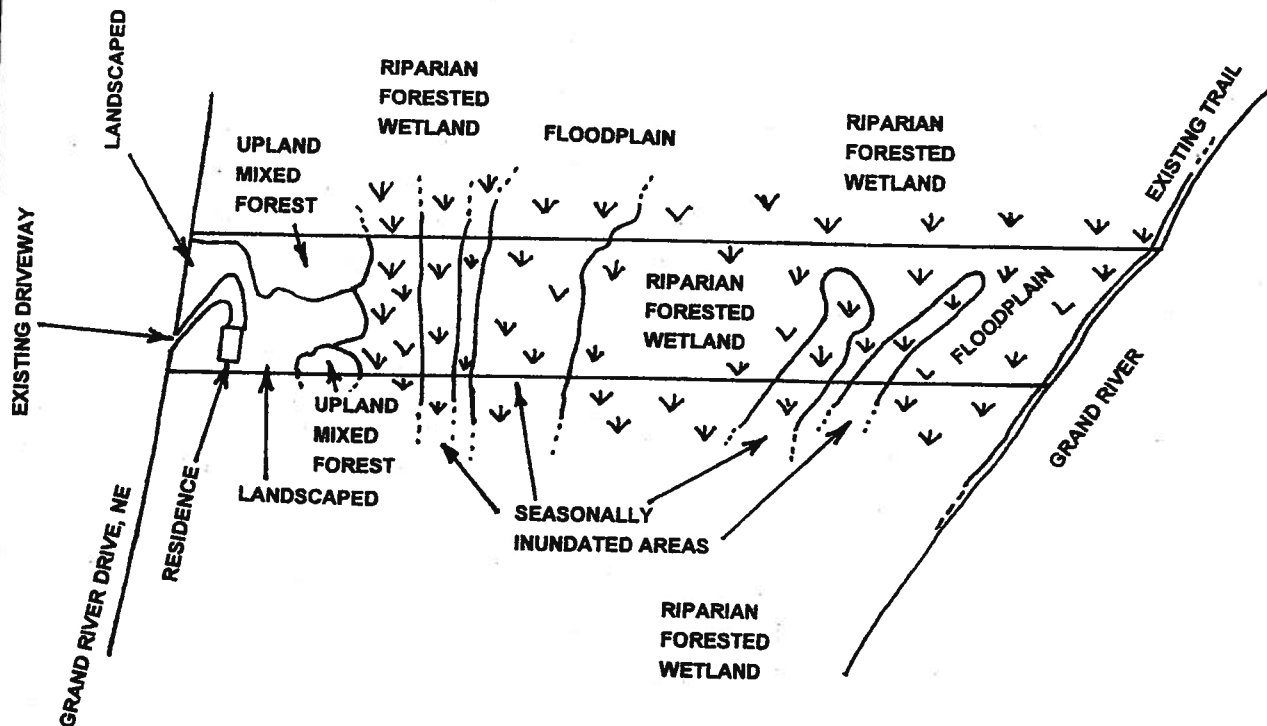 LANDSCAPED
RIPARIAN
FORESTED
WETLAND
UPLAND
MIXED
FOREST
FLOODPLAIN
RIPARIAN
FORESTED
WETLAND
EXISTING TRAIL
EXISTING DRIVEWAY
RIPARIAN
FORESTED
WETLAND
FLOODPLAIN
GRAND RIVER
UPLAND
MIXED
FOREST
LANDSCAPED
RESIDENCE
GRAND RIVER DRIVE, NE
SEASONALLY
INUNDATED AREAS
RIPARIAN
FORESTED
WETLAND